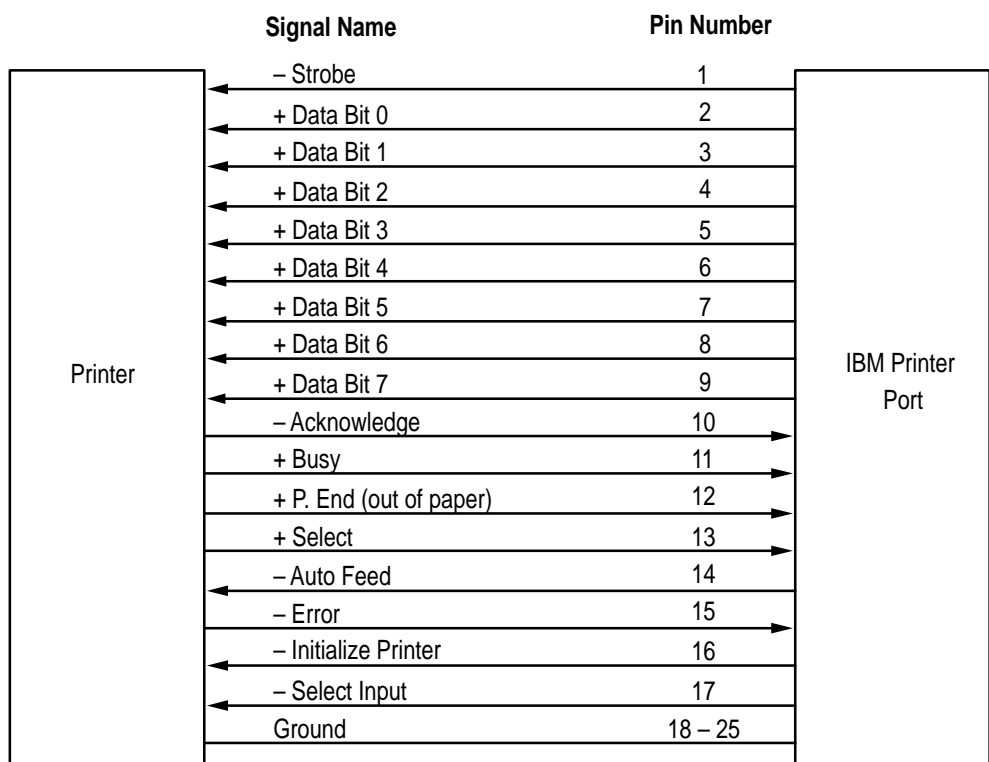 Signal Name Pin Number
– Strobe 1
+ Data Bit 0 2
+ Data Bit 1 3
+ Data Bit 2 4
+ Data Bit 3 5
+ Data Bit 4 6
+ Data Bit 5 7
+ Data Bit 6 8
+ Data Bit 7 9
– Acknowledge 10
+ Busy 11
+ P. End (out of paper) 12
+ Select 13
– Auto Feed 14
– Error 15
– Initialize Printer 16
– Select Input 17
Ground 18 – 25
Printer
IBM Printer
Port